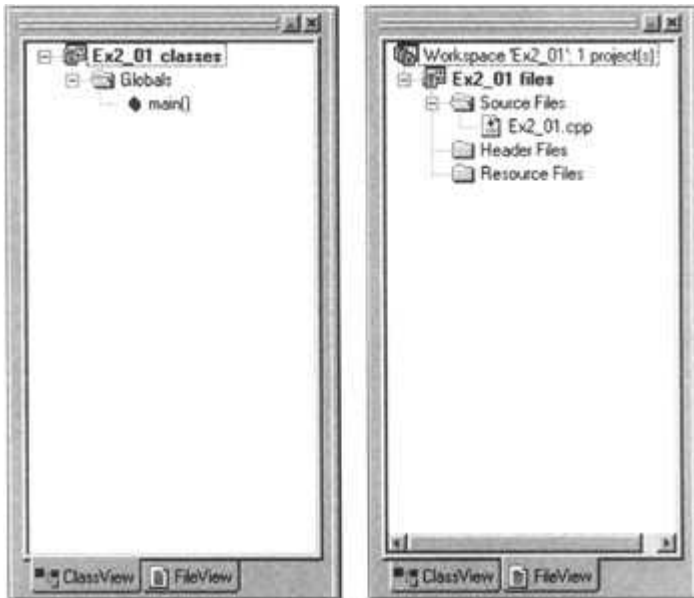 Ex2_01 classes
Globals
main()
ClassView FileView
Workspace 'Ex2_01': 1 project(s)
Ex2_01 files
Source Files
Ex2_01.cpp
Header Files
Resource Files
ClassView FileView